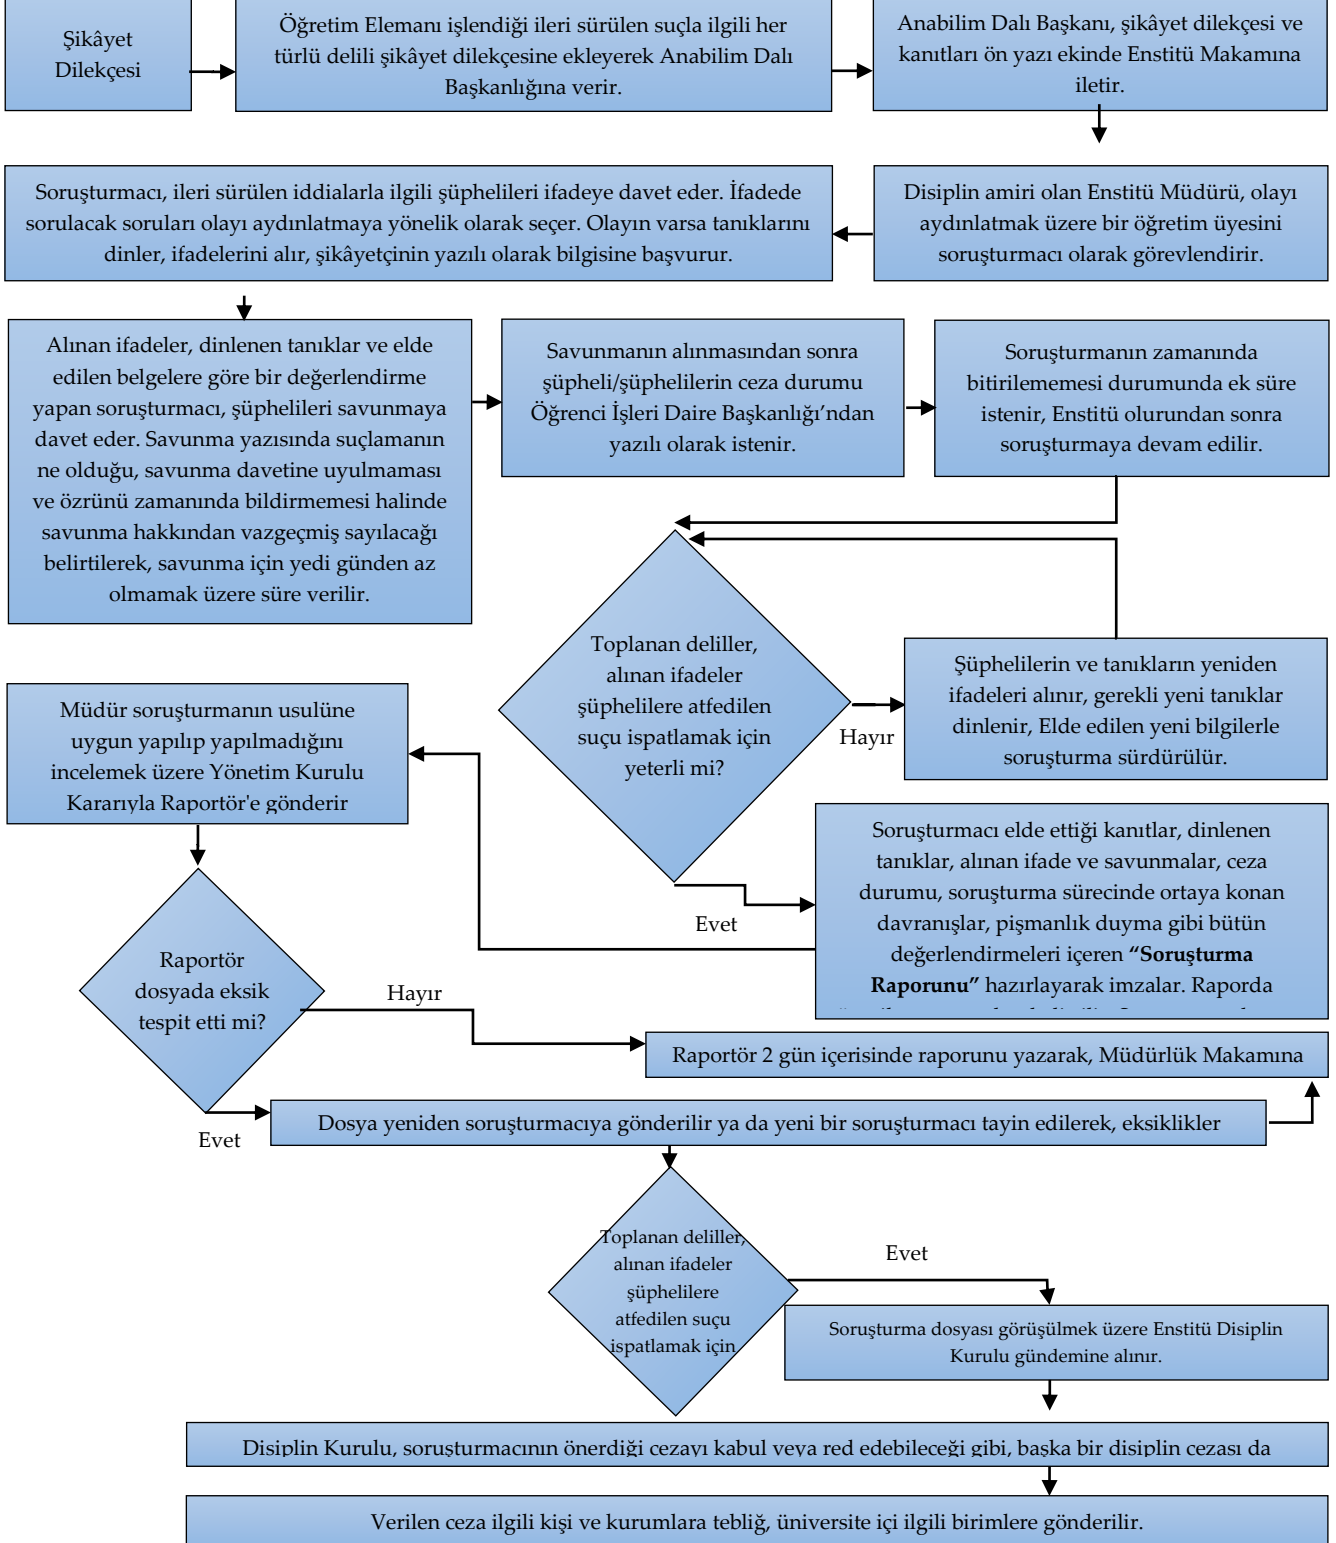 Şikâyet
Dilekçesi
Öğretim Elemanı işlendiği ileri sürülen suçla ilgili her
türlü delili şikâyet dilekçesine ekleyerek Anabilim Dalı
Başkanlığına verir.
Anabilim Dalı Başkanı, şikâyet dilekçesi ve
kanıtları ön yazı ekinde Enstitü Makamına
iletir.
Disiplin amiri olan Enstitü Müdürü, olayı
aydınlatmak üzere bir öğretim üyesini
soruşturmacı olarak görevlendirir.
Soruşturmacı, ileri sürülen iddialarla ilgili şüphelileri ifadeye davet eder. İfadede
sorulacak soruları olayı aydınlatmaya yönelik olarak seçer. Olayın varsa tanıklarını
dinler, ifadelerini alır, şikâyetçinin yazılı olarak bilgisine başvurur.
Alınan ifadeler, dinlenen tanıklar ve elde
edilen belgelere göre bir değerlendirme
yapan soruşturmacı, şüphelileri savunmaya
davet eder. Savunma yazısında suçlamanın
ne olduğu, savunma davetine uyulmaması
ve özrünü zamanında bildirmemesi halinde
savunma hakkından vazgeçmiş sayılacağı
belirtilerek, savunma için yedi günden az
olmamak üzere süre verilir.
Savunmanın alınmasından sonra
şüpheli/şüphelilerin ceza durumu
Öğrenci İşleri Daire Başkanlığı’ndan
yazılı olarak istenir.
Soruşturmanın zamanında
bitirilememesi durumunda ek süre
istenir, Enstitü olurundan sonra
soruşturmaya devam edilir.
Toplanan deliller,
alınan ifadeler
şüphelilere atfedilen
suçu ispatlamak için
yeterli mi?
Hayır
Şüphelilerin ve tanıkların yeniden
ifadeleri alınır, gerekli yeni tanıklar
dinlenir, Elde edilen yeni bilgilerle
soruşturma sürdürülür.
Evet
Soruşturmacı elde ettiği kanıtlar, dinlenen
tanıklar, alınan ifade ve savunmalar, ceza
durumu, soruşturma sürecinde ortaya konan
davranışlar, pişmanlık duyma gibi bütün
değerlendirmeleri içeren “Soruşturma
Raporunu” hazırlayarak imzalar. Raporda
Müdür soruşturmanın usulüne
uygun yapılıp yapılmadığını
incelemek üzere Yönetim Kurulu
Kararıyla Raportör'e gönderir
Raportör
dosyada eksik
tespit etti mi?
Hayır
Raportör 2 gün içerisinde raporunu yazarak, Müdürlük Makamına
Evet
Dosya yeniden soruşturmacıya gönderilir ya da yeni bir soruşturmacı tayin edilerek, eksiklikler
Toplanan deliller,
alınan ifadeler
şüphelilere
atfedilen suçu
ispatlamak için
Evet
Soruşturma dosyası görüşülmek üzere Enstitü Disiplin
Kurulu gündemine alınır.
Disiplin Kurulu, soruşturmacının önerdiği cezayı kabul veya red edebileceği gibi, başka bir disiplin cezası da
Verilen ceza ilgili kişi ve kurumlara tebliğ, üniversite içi ilgili birimlere gönderilir.